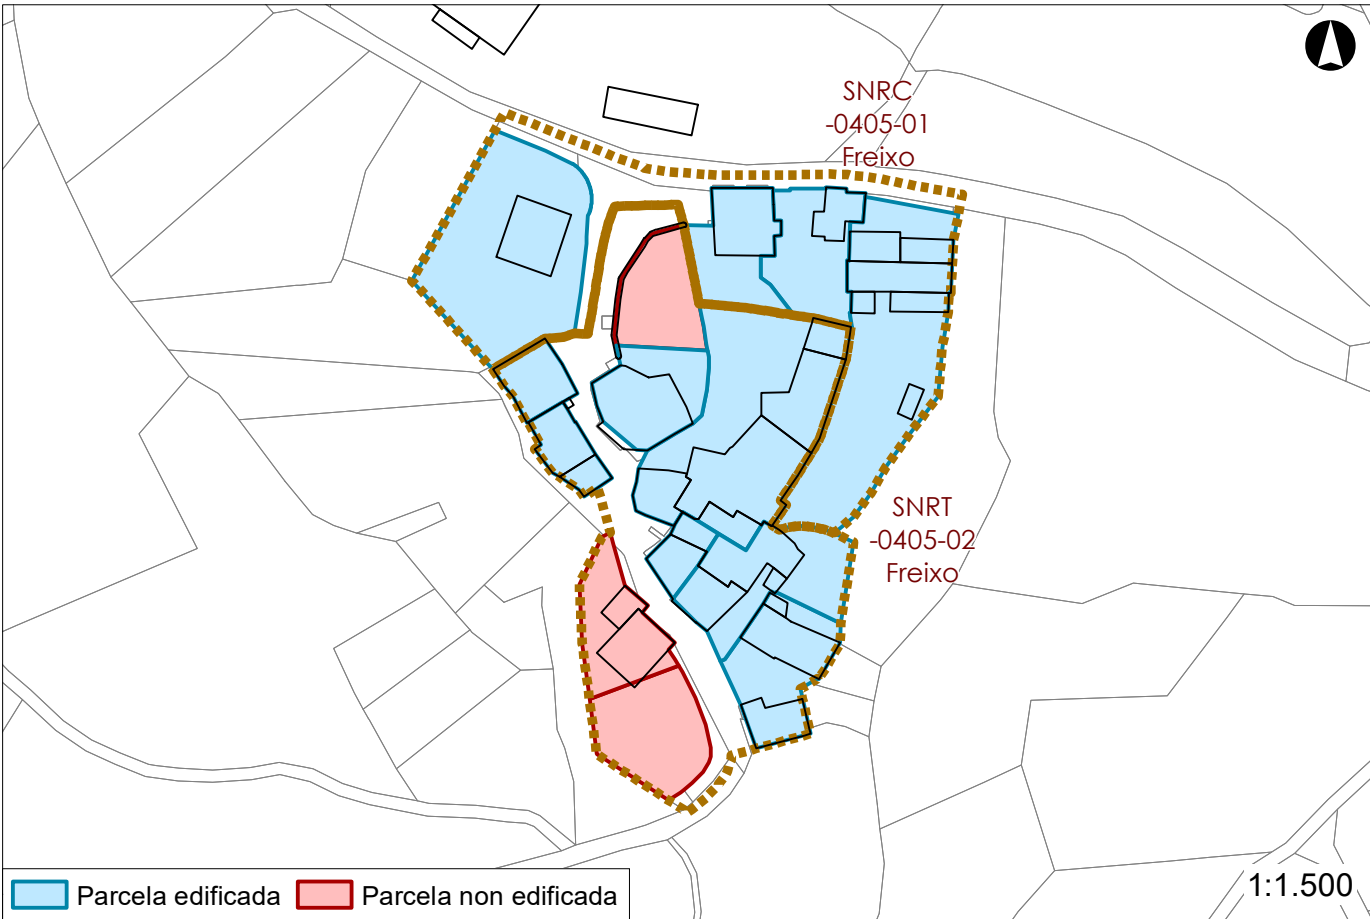 SNRC
-0405-01
Freixo
SNRT
-0405-02
Freixo
Parcela edificada
Parcela non edificada
1:1.500